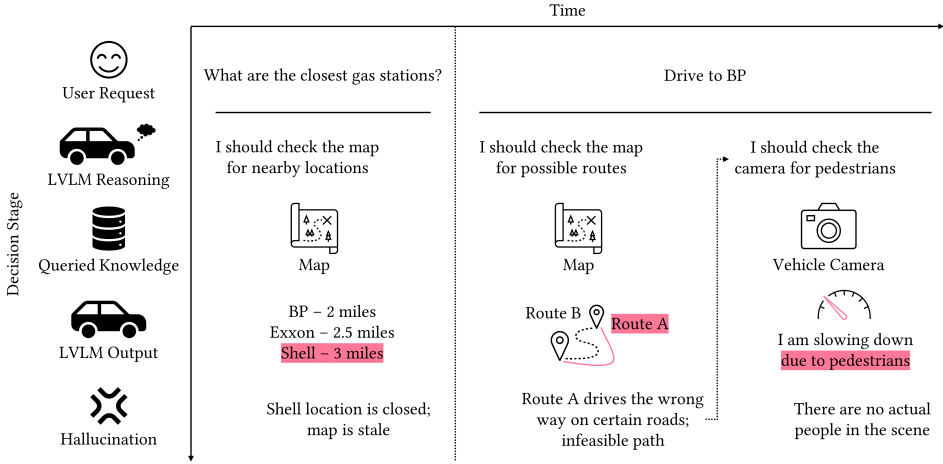 Time
Decision Stage
User Request
What are the closest gas stations?
Drive to BP
LVLM Reasoning
I should check the map
for nearby locations
I should check the map
for possible routes
I should check the
camera for pedestrians
Queried Knowledge
Map
Map
Vehicle Camera
LVLM Output
BP – 2 miles
Exxon – 2.5 miles
Shell – 3 miles
Route B
Route A
I am slowing down
due to pedestrians
Hallucination
Shell location is closed;
map is stale
Route A drives the wrong
way on certain roads;
infeasible path
There are no actual
people in the scene